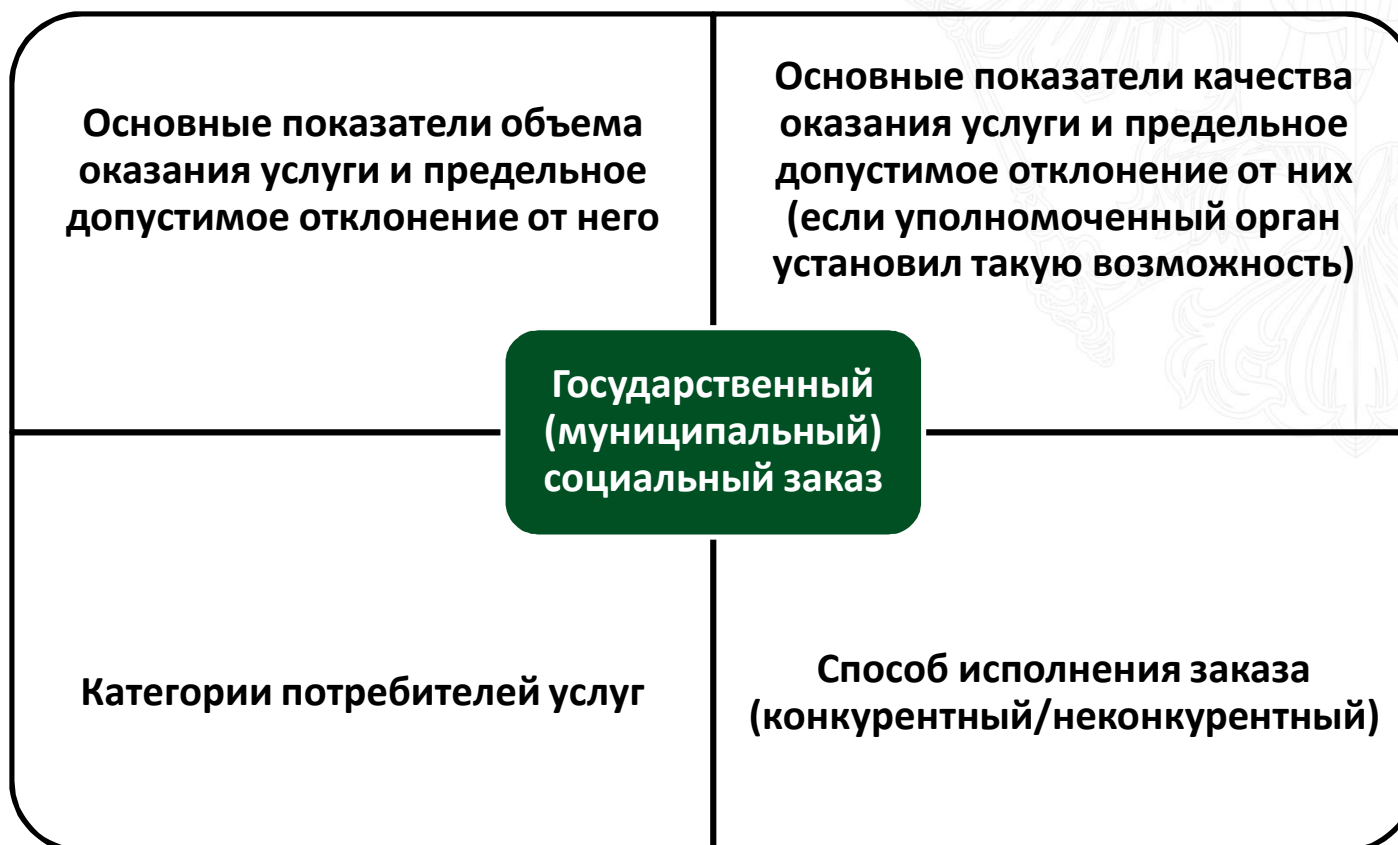 Основные показатели объема
оказания услуги и предельное
допустимое отклонение от него
Основные показатели качества
оказания услуги и предельное
допустимое отклонение от них
(если уполномоченный орган
установил такую возможность)
Государственный
(муниципальный)
социальный заказ
Категории потребителей услуг
Способ исполнения заказа
(конкурентный/неконкурентный)